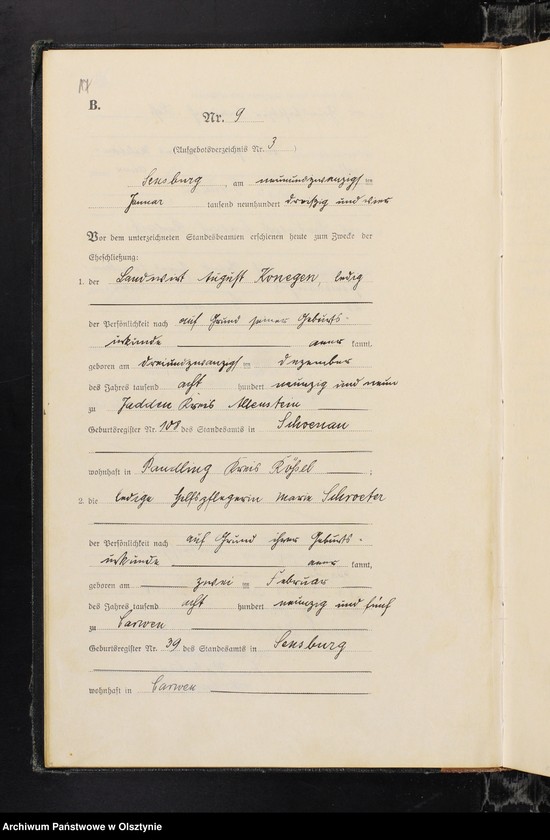 B.
Nr. 9
(Aufgebotsverzeichnis Nr. 3)
Sensburg, am neunundzwanzigsten
Januar tausend neunhundert dreißig und vier
Vor dem unterzeichneten Standesbeamten erschienen heute zum Zwecke der
Eheschließung:
1. der Landwirt August Konegen, ledig
der Persönlichkeit nach auf Grund seiner Geburts-
urkunde anerkannt,
geboren am dreiundzwanzigsten Dezember
des Jahres tausend acht hundert neunzig und neun
zu Jadden Kreis Allenstein
Geburtsregister Nr. 108 des Standesamts in Schoenau
wohnhaft in Kreis Rößel;
2. die ledige Hilfspflegerin Marie Schroeter
der Persönlichkeit nach auf Grund ihrer Geburts-
urkunde anerkannt,
geboren am zwei ten Februar
des Jahres tausend acht hundert neunzig und fünf
zu Carwen
Geburtsregister Nr. 39 des Standesamts in Sensburg
wohnhaft in Carwen
Archiwum Państwowe w Olsztynie